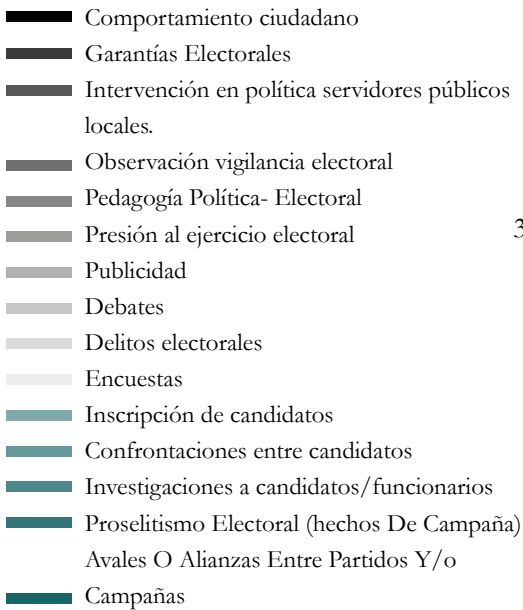 Comportamiento ciudadano
Garantías Electorales
Intervención en política servidores públicos
locales.
Observación vigilancia electoral
Pedagogía Política- Electoral
Presión al ejercicio electoral
3
Publicidad
Debates
Delitos electorales
Encuestas
Inscripción de candidatos
Confrontaciones entre candidatos
Investigaciones a candidatos/funcionarios
Proselitismo Electoral (hechos De Campaña)
Avales O Alianzas Entre Partidos Y/o
Campañas